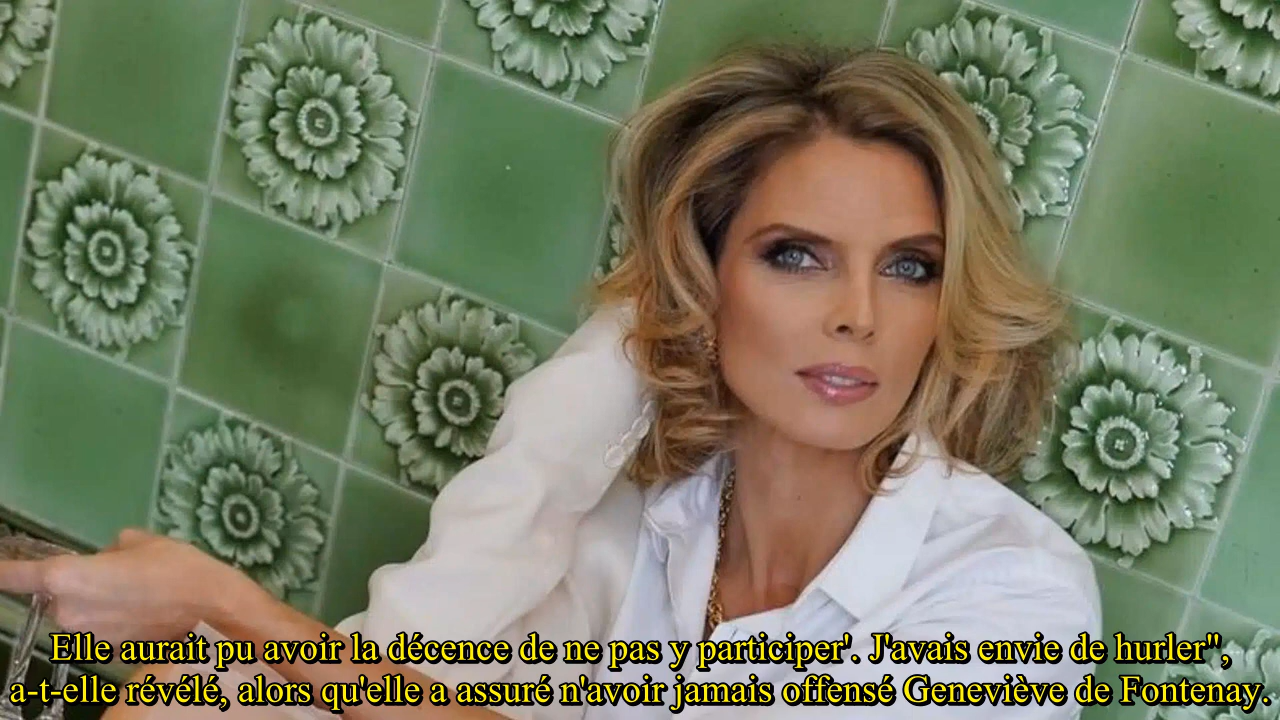 Elle aurait pu avoir la décence de ne pas y participer'. J'avais envie de hurler",
a-t-elle révélé, alors qu'elle a assuré n'avoir jamais offensé Geneviève de Fontenay.